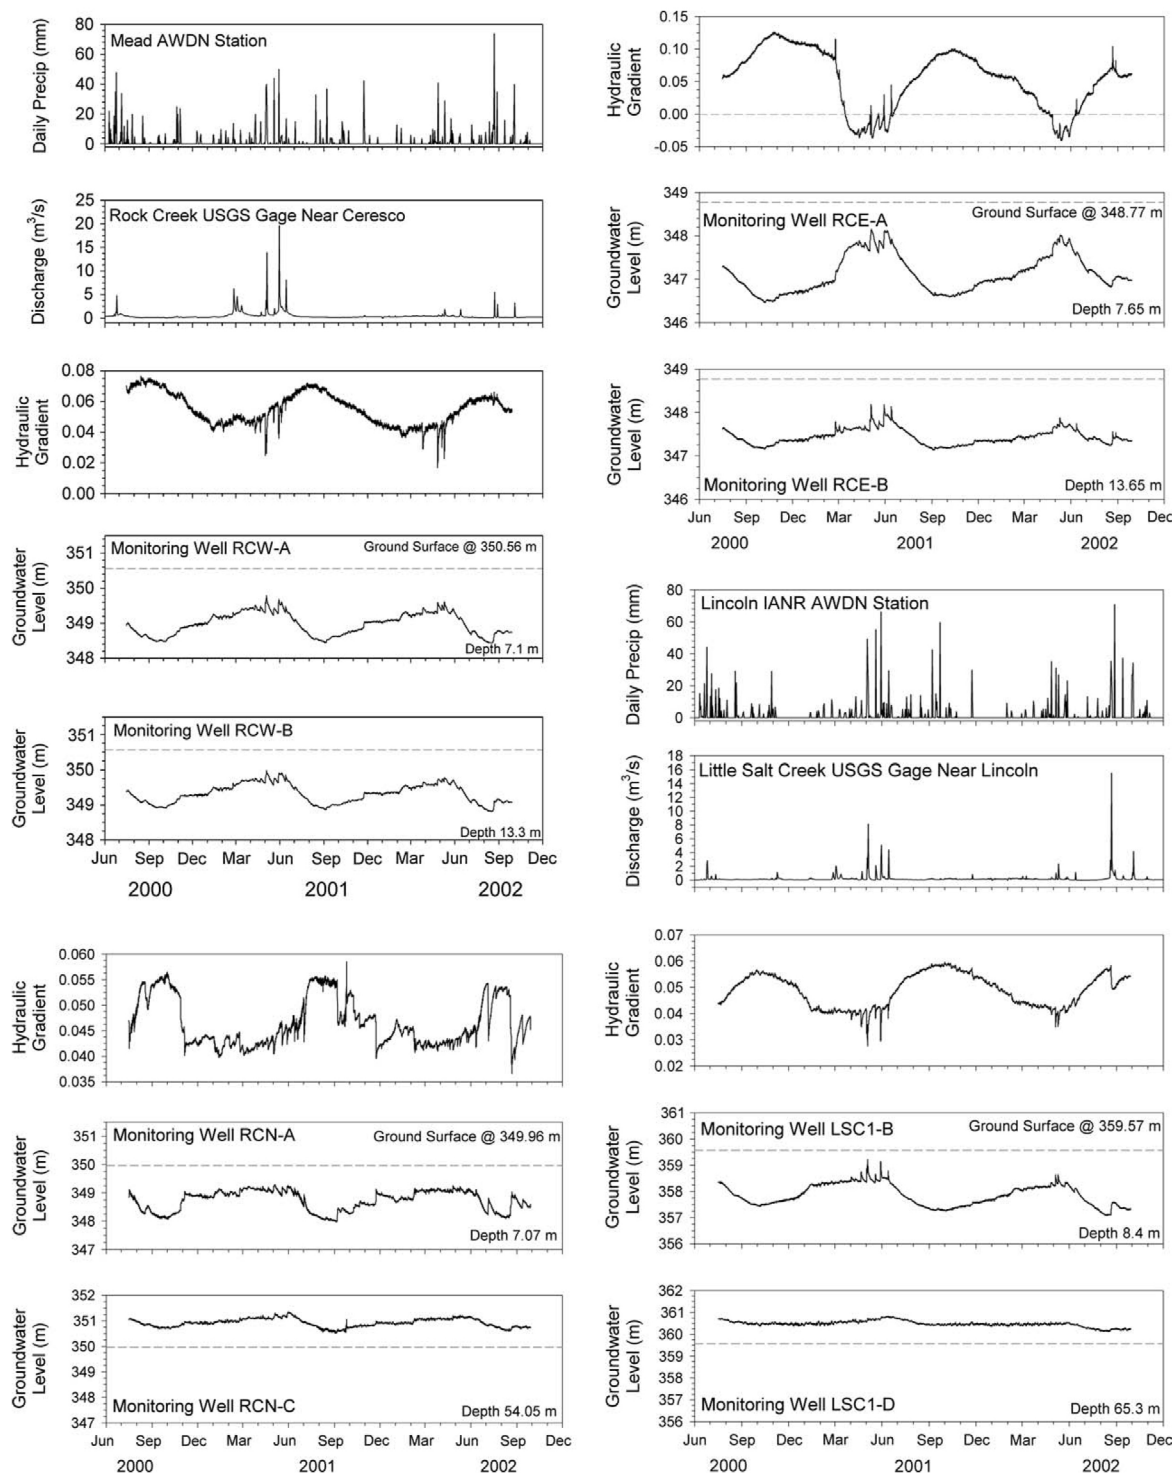 Mead AWDN Station
Daily Precip (mm)
80
60
40
20
0
Rock Creek USGS Gage Near Ceresco
Discharge (m³/s)
25
20
15
10
5
0
Hydraulic
Gradient
0.08
0.06
0.04
0.02
0.00
Monitoring Well RCW-A
Ground Surface @ 350.56 m
Groundwater
Level (m)
351
350
349
348
Depth 7.1 m
Monitoring Well RCW-B
Groundwater
Level (m)
351
350
349
348
Depth 13.3 m
Jun Sep Dec Mar Jun Sep Dec Mar Jun Sep Dec
2000 2001 2002
Hydraulic
Gradient
0.060
0.055
0.050
0.045
0.040
0.035
Monitoring Well RCN-A
Ground Surface @ 349.96 m
Groundwater
Level (m)
351
350
349
348
347
Depth 7.07 m
Groundwater
Level (m)
352
351
350
349
348
347
Monitoring Well RCN-C
Depth 54.05 m
Jun Sep Dec Mar Jun Sep Dec Mar Jun Sep Dec
2000 2001 2002
Hydraulic
Gradient
0.15
0.10
0.05
0.00
-0.05
Groundwater
Level (m)
349
348
347
346
Ground Surface @ 348.77 m
Monitoring Well RCE-A
Depth 7.65 m
Groundwater
Level (m)
349
348
347
346
Monitoring Well RCE-B
Depth 13.65 m
Jun Sep Dec Mar Jun Sep Dec Mar Jun Sep Dec
2000 2001 2002
Lincoln IANR AWDN Station
Daily Precip (mm)
80
60
40
20
0
Little Salt Creek USGS Gage Near Lincoln
Discharge (m³/s)
18
16
14
12
10
8
6
4
2
0
Hydraulic
Gradient
0.07
0.06
0.05
0.04
0.03
0.02
Monitoring Well LSC1-B
Ground Surface @ 359.57 m
Groundwater
Level (m)
361
360
359
358
357
356
Depth 8.4 m
Groundwater
Level (m)
362
361
360
359
358
357
356
Monitoring Well LSC1-D
Depth 65.3 m
Jun Sep Dec Mar Jun Sep Dec Mar Jun Sep Dec
2000 2001 2002